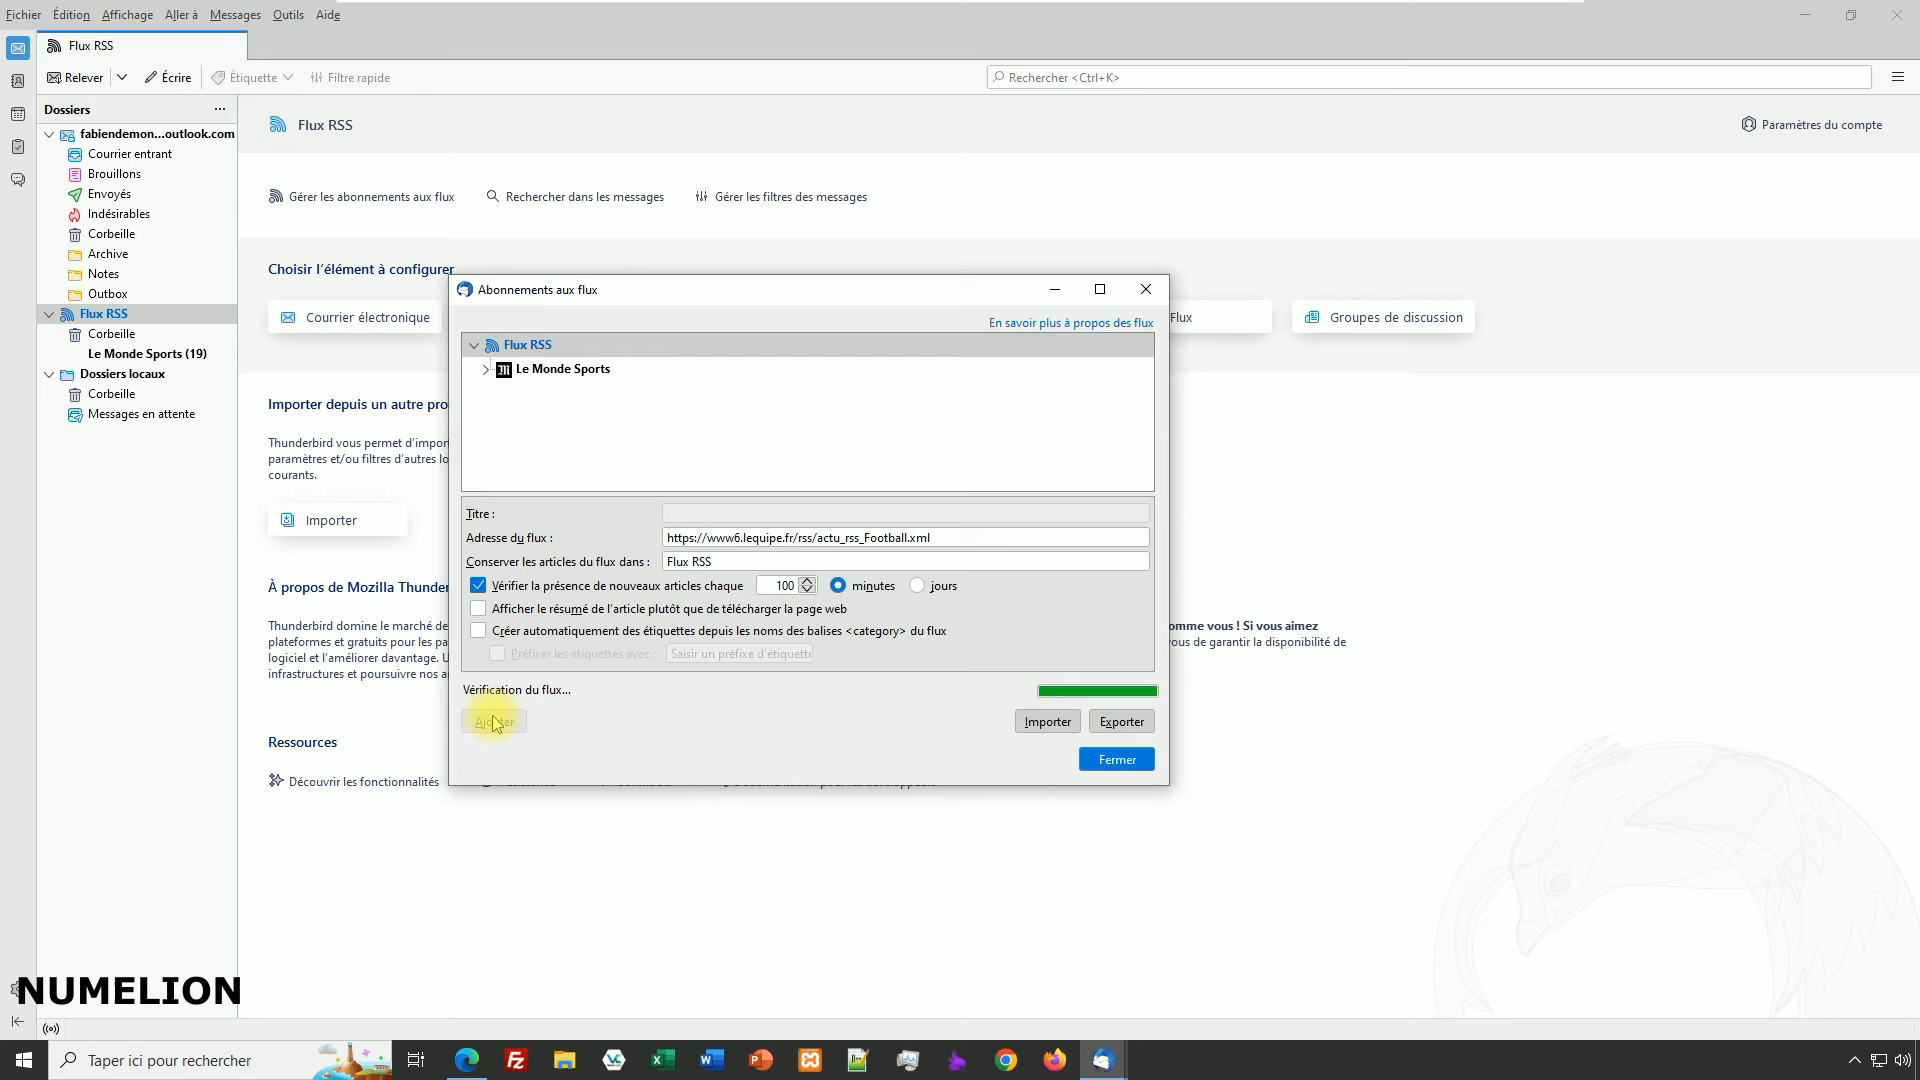 Fichier Édition Affichage Aller à Messages Outils Aide
Flux RSS
Relever Écrire Étiquette Filtre rapide
Rechercher <Ctrl+K>
Dossiers ...
fabiendemon...outlook.com
Courrier entrant
Brouillons
Envoyés
Indésirables
Corbeille
Archive
Notes
Outbox
Flux RSS
Corbeille
Le Monde Sports (19)
Dossiers locaux
Corbeille
Messages en attente
Flux RSS
Paramètres du compte
Gérer les abonnements aux flux Rechercher dans les messages Gérer les filtres des messages
Choisir l'élément à configurer
Courrier électronique
Flux
Groupes de discussion
Importer depuis un autre pro
Thunderbird vous permet d'import
paramètres et/ou filtres d'autres lo
courants.
Importer
À propos de Mozilla Thunder
Thunderbird domine le marché de
plateformes et gratuits pour les pa
logiciel et l'améliorer davantage. U
infrastructures et poursuivre nos a
omme vous ! Si vous aimez
vous de garantir la disponibilité de
Ressources
Découvrir les fonctionnalités
Abonnements aux flux
En savoir plus à propos des flux
Flux RSS
Le Monde Sports
Titre :
Adresse du flux : https://www6.lequipe.fr/rss/actu_rss_Football.xml
Conserver les articles du flux dans : Flux RSS
Vérifier la présence de nouveaux articles chaque 100 minutes jours
Afficher le résumé de l'article plutôt que de télécharger la page web
Créer automatiquement des étiquettes depuis les noms des balises <category> du flux
Préfixer les étiquettes avec : Saisir un préfixe d'étiquette
Vérification du flux...
Ajouter Importer Exporter
Fermer
NUMELION
Taper ici pour rechercher